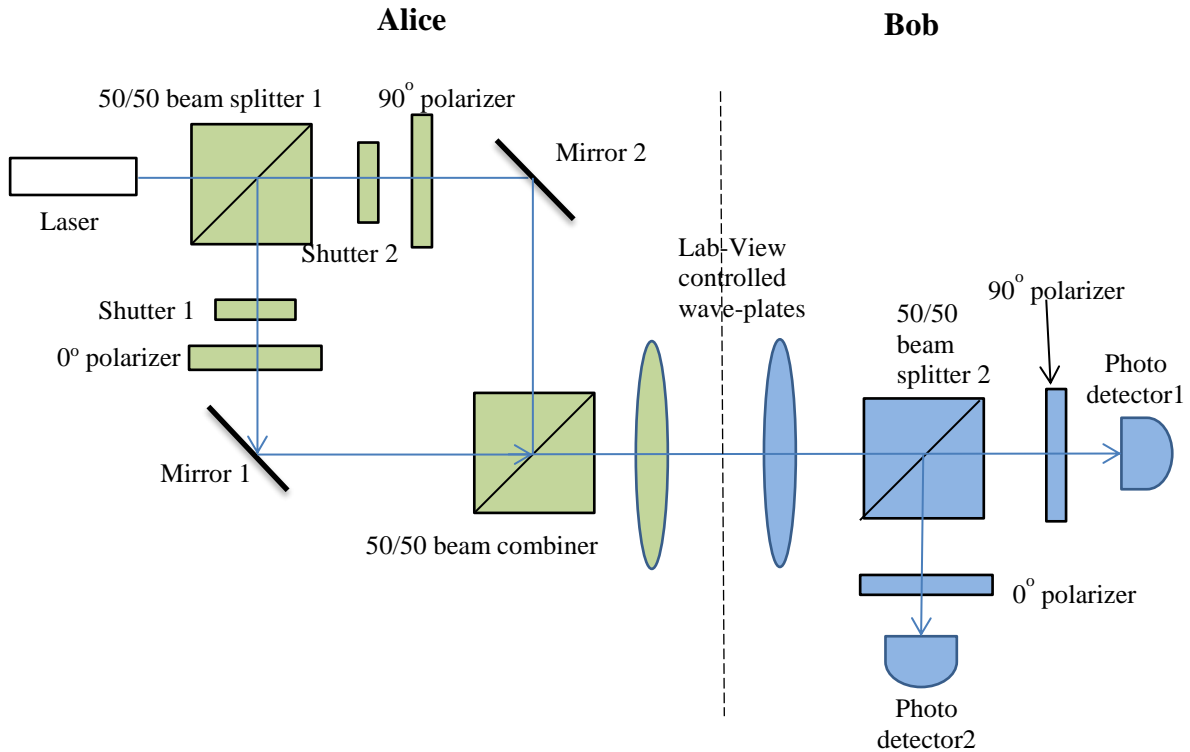 Alice
Bob
50/50 beam splitter 1
90° polarizer
Mirror 2
Laser
Shutter 2
Lab-View
controlled
wave-plates
90° polarizer
50/50
beam
splitter 2
Photo
detector1
Shutter 1
0° polarizer
Mirror 1
50/50 beam combiner
0° polarizer
Photo
detector2